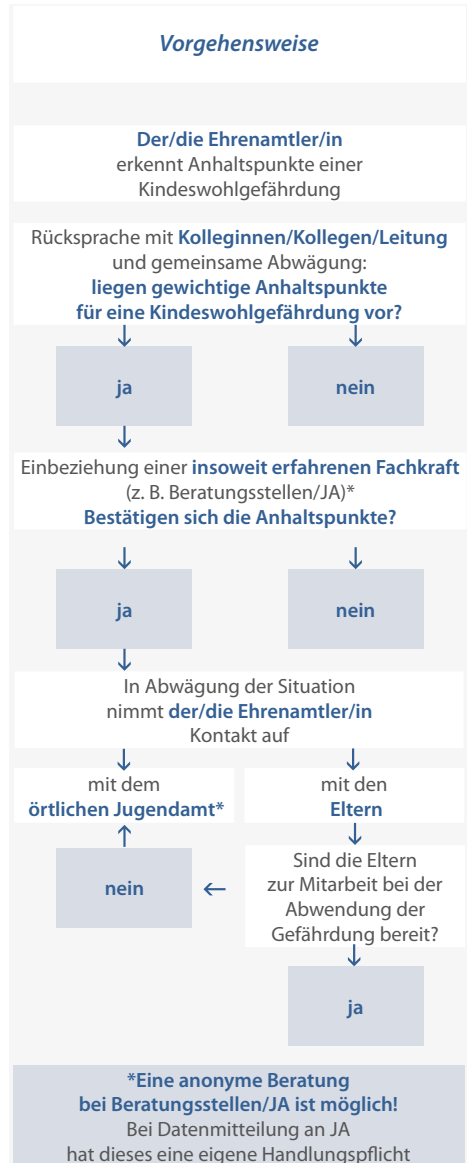 Vorgehensweise
Der/die Ehrenamtler/in
erkennt Anhaltspunkte einer
Kindeswohlgefährdung
Rücksprache mit Kolleginnen/Kollegen/Leitung
und gemeinsame Abwägung:
liegen gewichtige Anhaltspunkte
für eine Kindeswohlgefährdung vor?
ja
nein
Einbeziehung einer insoweit erfahrenen Fachkraft
(z. B. Beratungsstellen/JA)*
Bestätigen sich die Anhaltspunkte?
ja
nein
In Abwägung der Situation
nimmt der/die Ehrenamtler/in
Kontakt auf
mit dem
örtlichen Jugendamt*
mit den
Eltern
Sind die Eltern
zur Mitarbeit bei der
Abwendung der
Gefährdung bereit?
nein
ja
*Eine anonyme Beratung
bei Beratungsstellen/JA ist möglich!
Bei Datenmitteilung an JA
hat dieses eine eigene Handlungspflicht